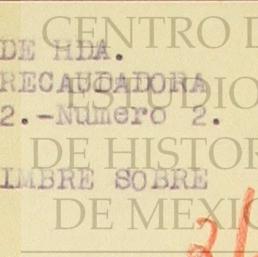 DE HDA.
RECAUDADORA
2.-Numero 2.
IMBRE SOBRE
CENTRO D
ESTUDIO
DE HISTOR
DE MEXIC